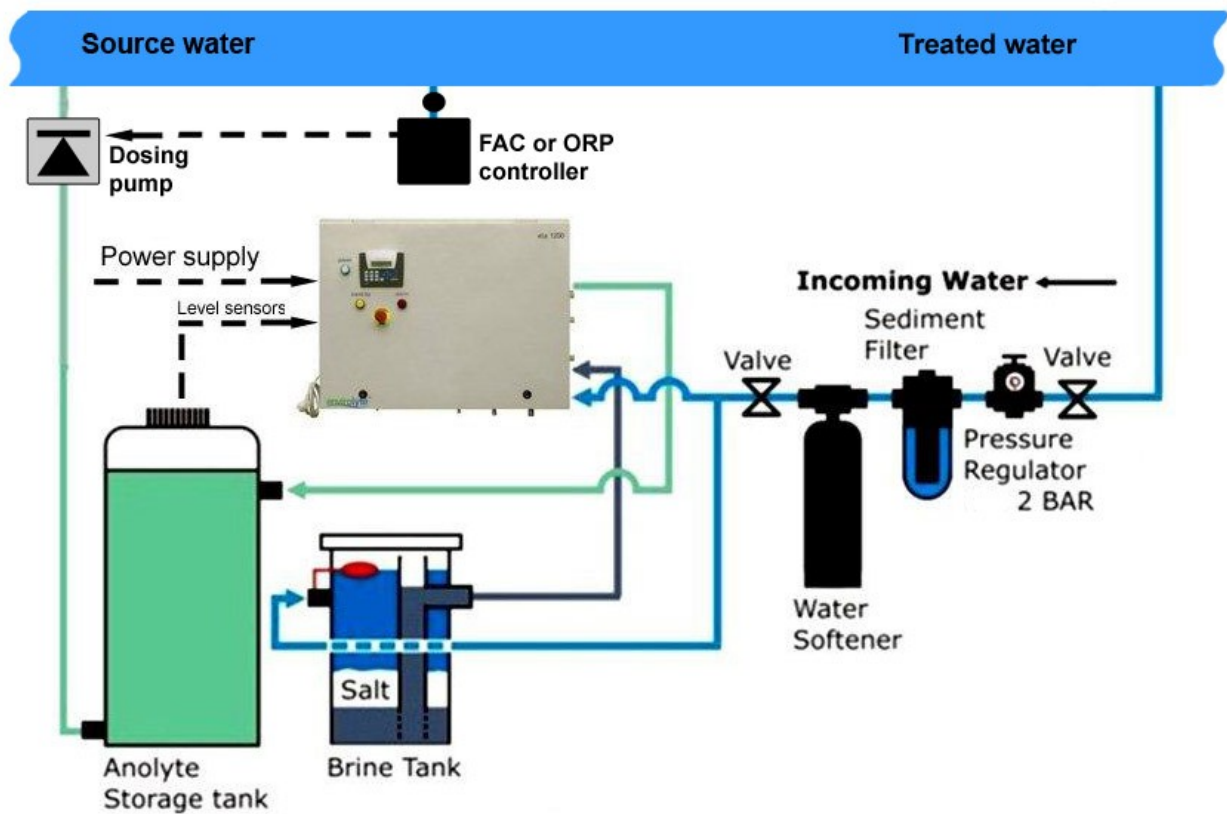 Source water
Treated water
Dosing
pump
FAC or ORP
controller
Power supply
Level sensors
Incoming Water
Sediment
Filter
Valve
Valve
Pressure
Regulator
2 BAR
Water
Softener
Salt
Brine Tank
Anolyte
Storage tank
envirolyte